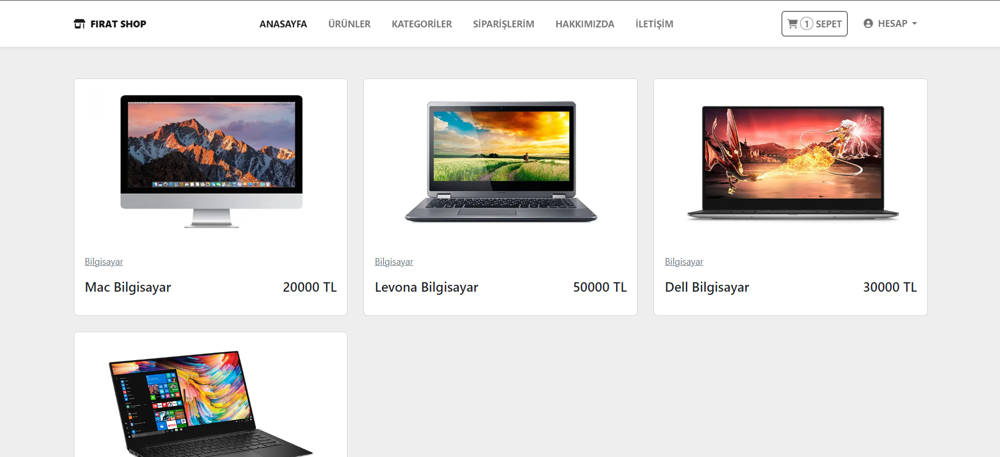 FIRAT SHOP ANASAYFA ÜRÜNLER KATEGORİLER SİPARİŞLERİM HAKKIMIZDA İLETİŞİM 1 SEPET HESAP
Bilgisayar Bilgisayar Bilgisayar
Mac Bilgisayar 20000 TL Levona Bilgisayar 50000 TL Dell Bilgisayar 30000 TL
NETFLIX